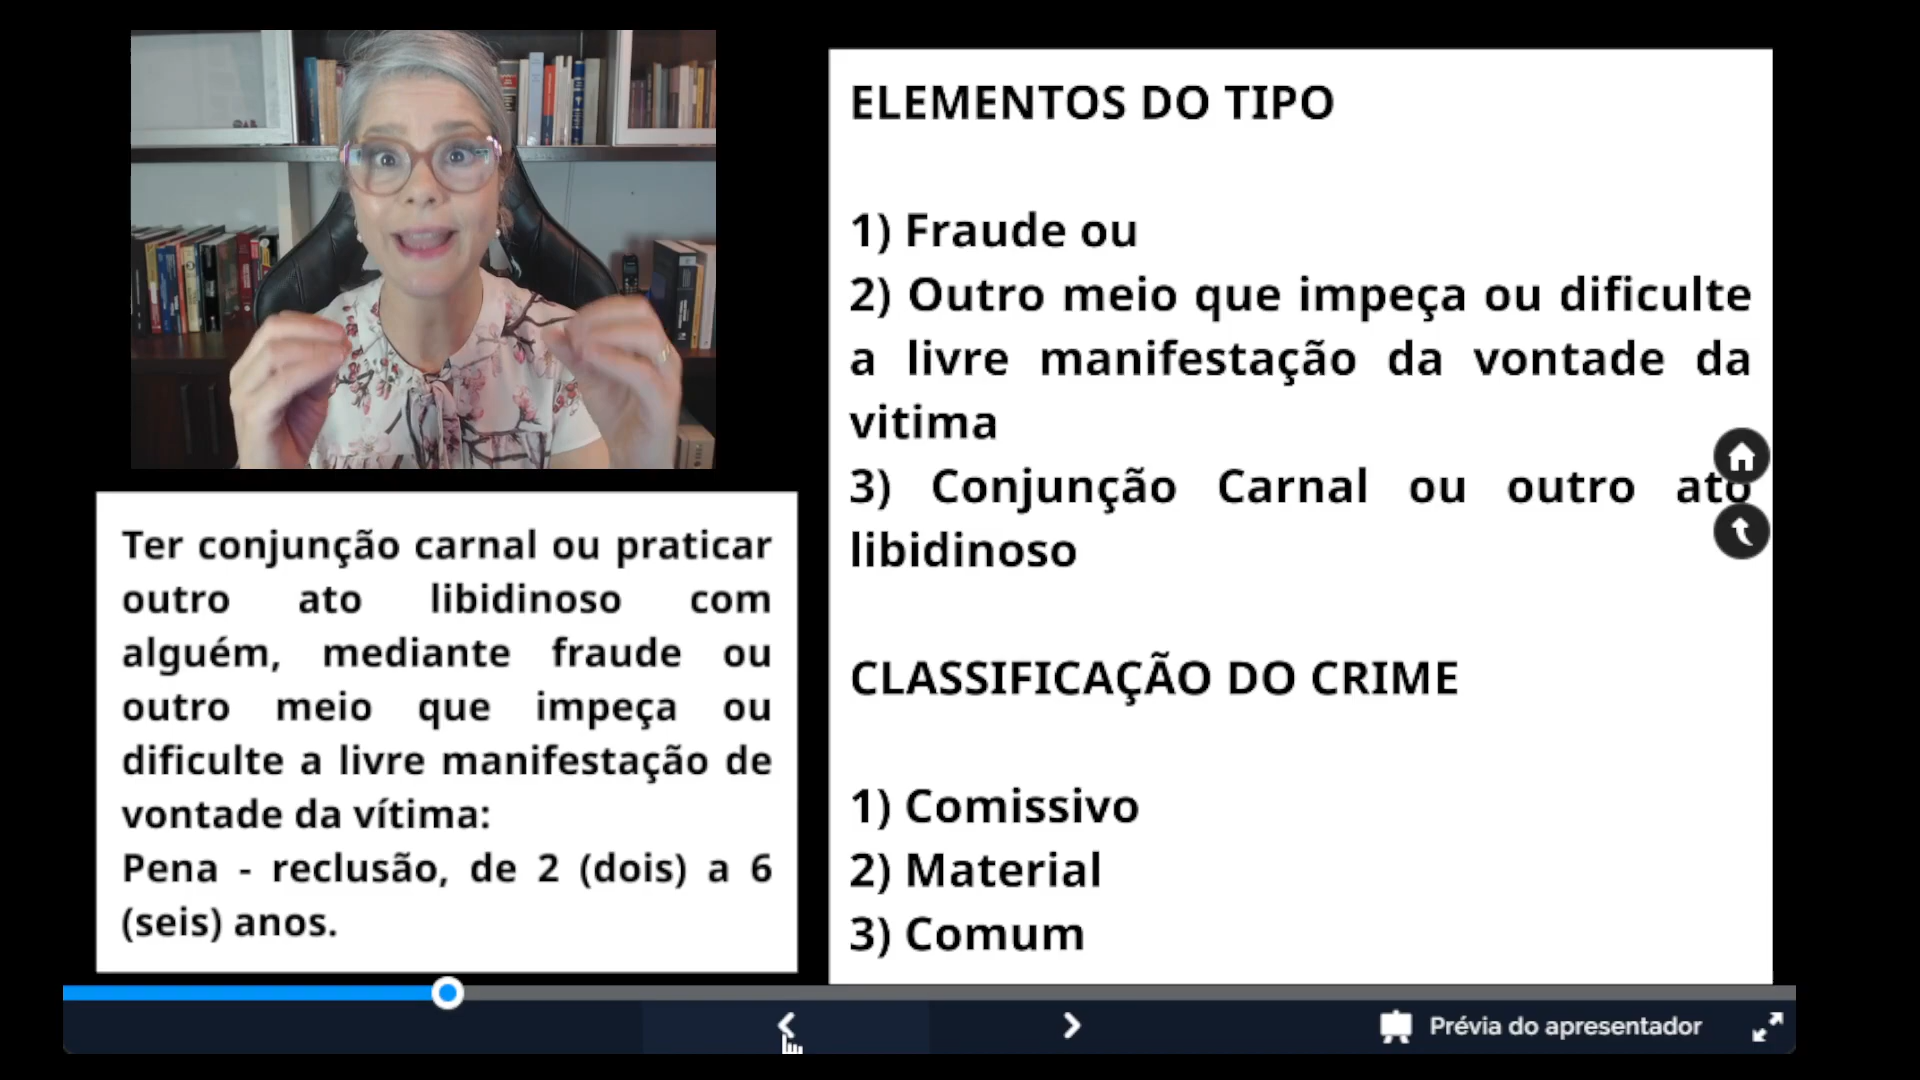 Ter conjunção carnal ou praticar
outro ato libidinoso com
alguém, mediante fraude ou
outro meio que impeça ou
dificulte a livre manifestação de
vontade da vítima:
Pena - reclusão, de 2 (dois) a 6
(seis) anos.
ELEMENTOS DO TIPO
1) Fraude ou
2) Outro meio que impeça ou dificulte
a livre manifestação da vontade da
vitima
3) Conjunção Carnal ou outro ato
libidinoso
CLASSIFICAÇÃO DO CRIME
1) Comissivo
2) Material
3) Comum
Prévia do apresentador